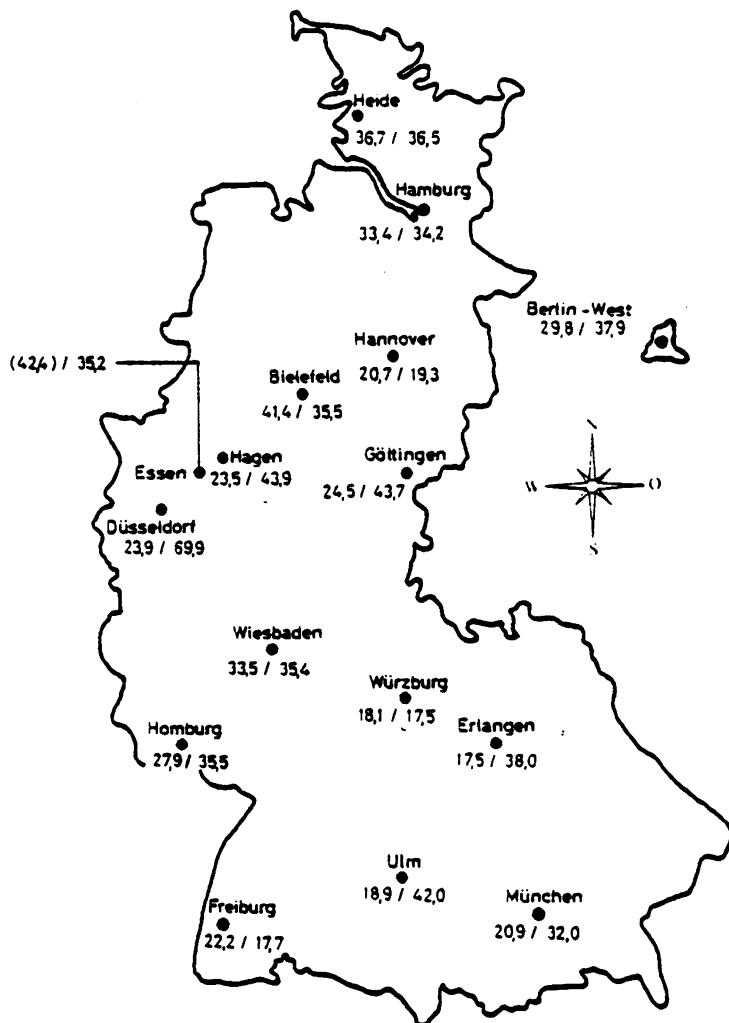 Heide
36,7 / 36,5
Hamburg
33,4 / 34,2
Berlin - West
29,8 / 37,9
Hannover
20,7 / 19,3
(42,4) / 35,2
Bielefeld
41,4 / 35,5
Hagen
23,5 / 43,9
Essen
Göttingen
24,5 / 43,7
N
W
O
S
Düsseldorf
23,9 / 69,9
Wiesbaden
33,5 / 35,4
Würzburg
18,1 / 17,5
Erlangen
17,5 / 38,0
Homburg
27,9 / 35,5
Ulm
18,9 / 42,0
München
20,9 / 32,0
Freiburg
22,2 / 17,7